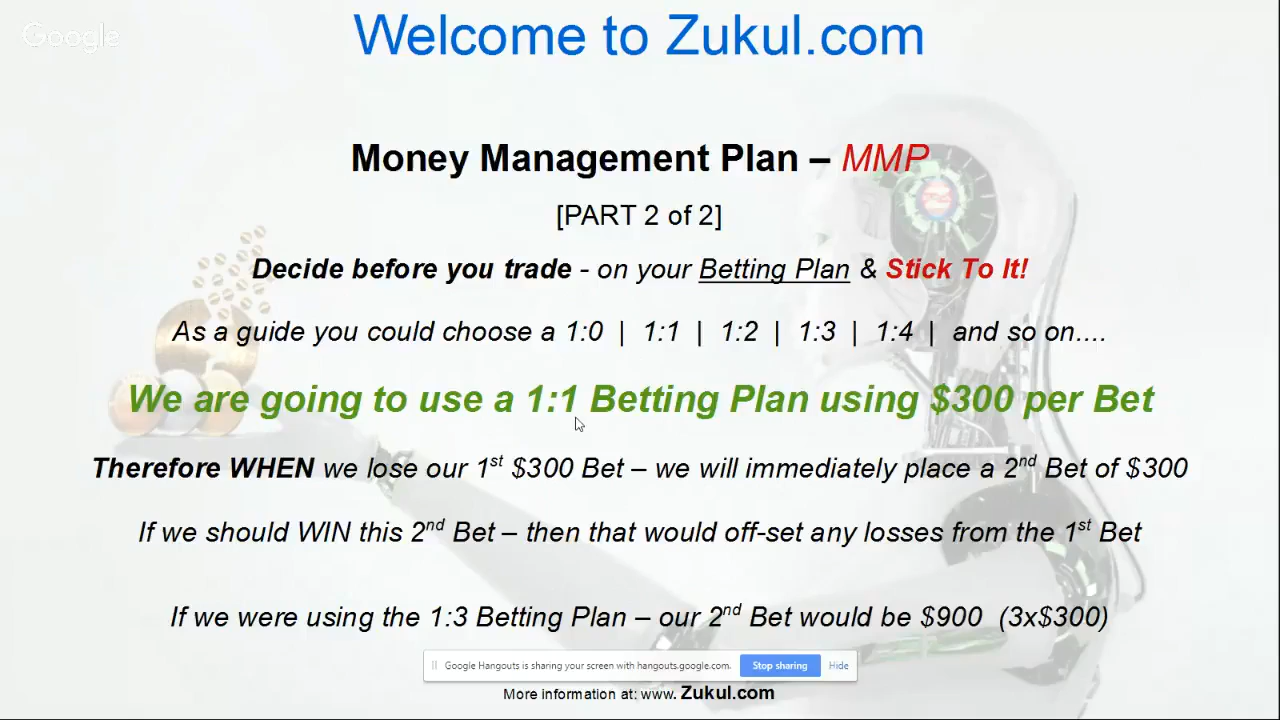 Google
Welcome to Zukul.com
Money Management Plan – MMP
[PART 2 of 2]
Decide before you trade - on your Betting Plan & Stick To It!
As a guide you could choose a 1:0 | 1:1 | 1:2 | 1:3 | 1:4 | and so on....
We are going to use a 1:1 Betting Plan using $300 per Bet
Therefore WHEN we lose our 1st $300 Bet – we will immediately place a 2nd Bet of $300
If we should WIN this 2nd Bet – then that would off-set any losses from the 1st Bet
If we were using the 1:3 Betting Plan – our 2nd Bet would be $900 (3x$300)
Google Hangouts is sharing your screen with hangouts.google.com. Stop sharing Hide
More information at: www. Zukul.com